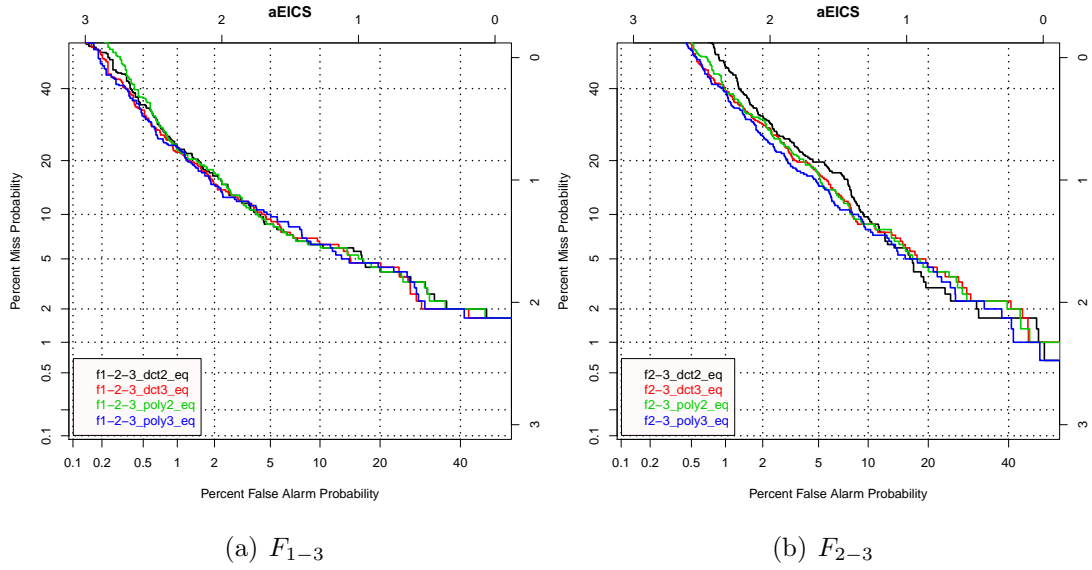 aEICS
3 2 1 0
40
20
10
5
2
1
0.5
0.1
0
1
2
3
Percent Miss Probability
f1−2−3_dct2_eq
f1−2−3_dct3_eq
f1−2−3_poly2_eq
f1−2−3_poly3_eq
0.1 0.2 0.5 1 2 5 10 20 40
Percent False Alarm Probability
(a) F1−3
aEICS
3 2 1 0
40
20
10
5
2
1
0.5
0.1
0
1
2
3
Percent Miss Probability
f2−3_dct2_eq
f2−3_dct3_eq
f2−3_poly2_eq
f2−3_poly3_eq
0.1 0.2 0.5 1 2 5 10 20 40
Percent False Alarm Probability
(b) F2−3